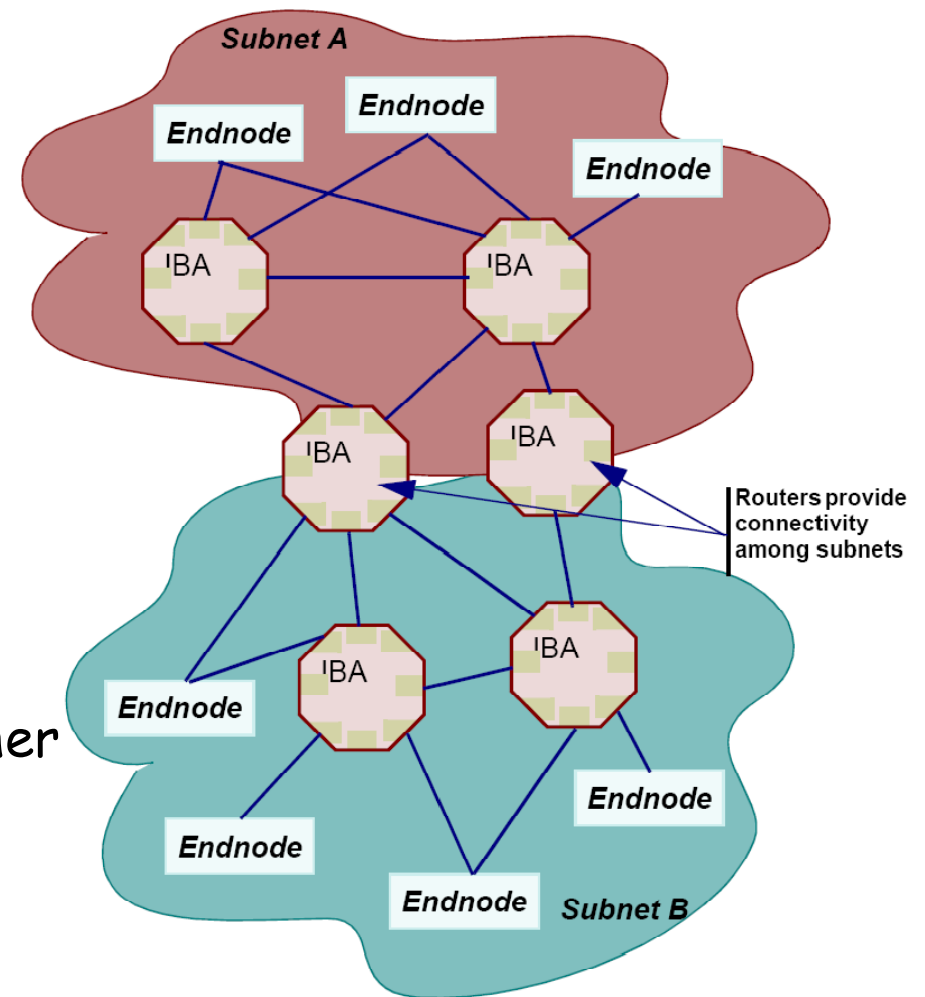 Subnet A
Endnode
Endnode
Endnode
IBA
IBA
IBA
IBA
Routers provide
connectivity
among subnets
IBA
IBA
Endnode
Endnode
Endnode
Endnode
Subnet B